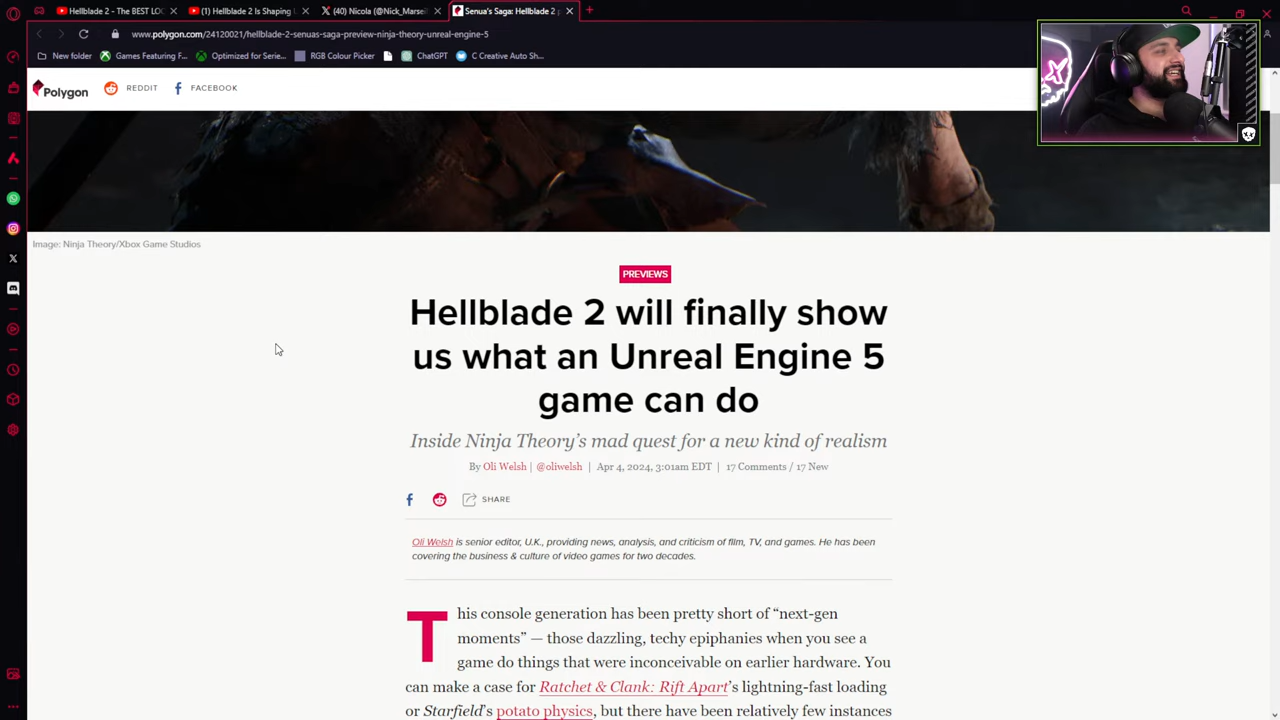 Hellblade 2 - The BEST LOO
(1) Hellblade 2 Is Shaping U
X (40) Nicola (@Nick_Marseil
Senua's Saga: Hellblade 2 p
www.polygon.com/24120021/hellblade-2-senuas-saga-preview-ninja-theory-unreal-engine-5
New folder
Games Featuring F...
Optimized for Serie...
RGB Colour Picker
ChatGPT
C Creative Auto Sh...
Polygon
REDDIT
FACEBOOK
Image: Ninja Theory/Xbox Game Studios
PREVIEWS
Hellblade 2 will finally show
us what an Unreal Engine 5
game can do
Inside Ninja Theory's mad quest for a new kind of realism
By Oli Welsh | @oliwelsh | Apr 4, 2024, 3:01am EDT | 17 Comments / 17 New
SHARE
Oli Welsh is senior editor, U.K., providing news, analysis, and criticism of film, TV, and games. He has been
covering the business & culture of video games for two decades.
This console generation has been pretty short of “next-gen
moments” — those dazzling, techy epiphanies when you see a
game do things that were inconceivable on earlier hardware. You
can make a case for Ratchet & Clank: Rift Apart's lightning-fast loading
or Starfield's potato physics, but there have been relatively few instances